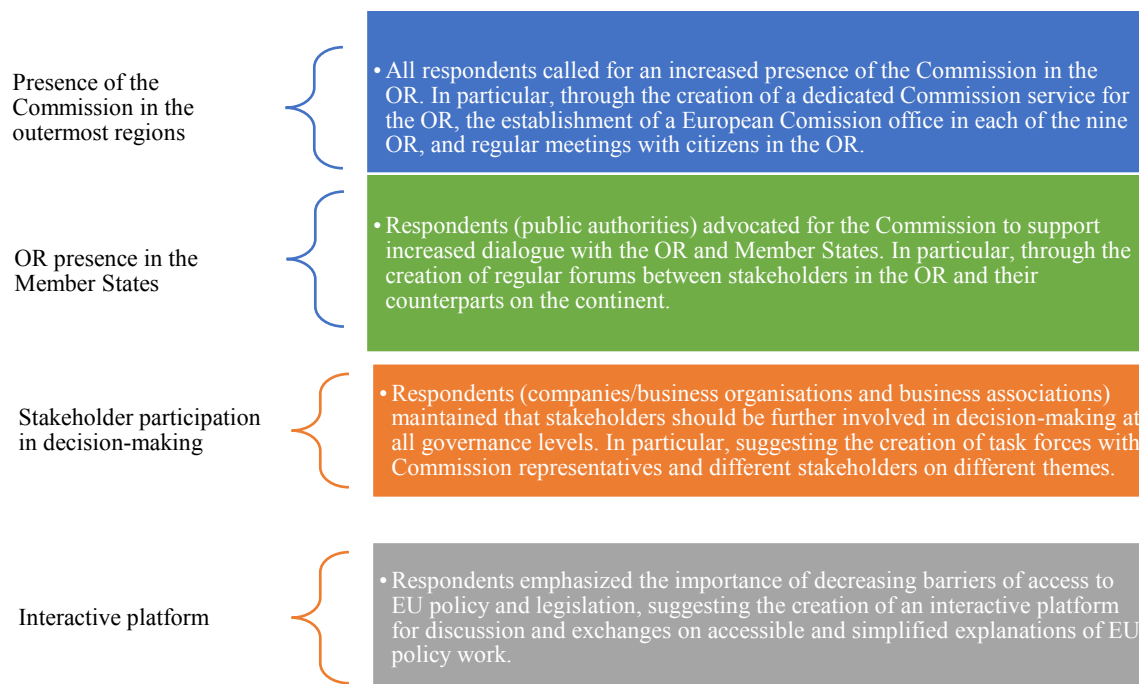 Presence of the
Commission in the
outermost regions
• All respondents called for an increased presence of the Commission in the
OR. In particular, through the creation of a dedicated Commission service for
the OR, the establishment of a European Comission office in each of the nine
OR, and regular meetings with citizens in the OR.
OR presence in the
Member States
• Respondents (public authorities) advocated for the Commission to support
increased dialogue with the OR and Member States. In particular, through the
creation of regular forums between stakeholders in the OR and their
counterparts on the continent.
Stakeholder participation
in decision-making
• Respondents (companies/business organisations and business associations)
maintained that stakeholders should be further involved in decision-making at
all governance levels. In particular, suggesting the creation of task forces with
Commission representatives and different stakeholders on different themes.
Interactive platform
• Respondents emphasized the importance of decreasing barriers of access to
EU policy and legislation, suggesting the creation of an interactive platform
for discussion and exchanges on accessible and simplified explanations of EU
policy work.